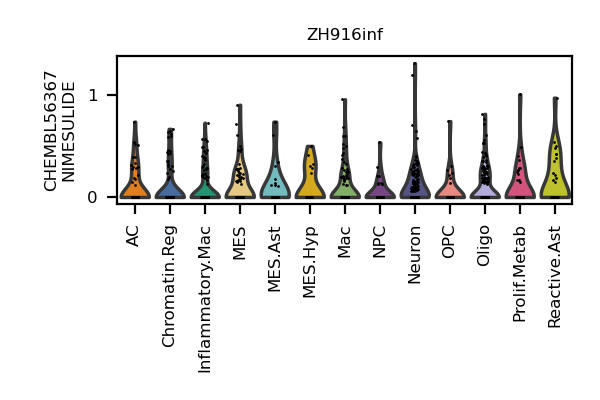 ZH916inf
CHEMBL56367
NIMESULIDE
1
0
AC
Chromatin.Reg
Inflammatory.Mac
MES
MES.Ast
MES.Hyp
Mac
NPC
Neuron
OPC
Oligo
Prolif.Metab
Reactive.Ast